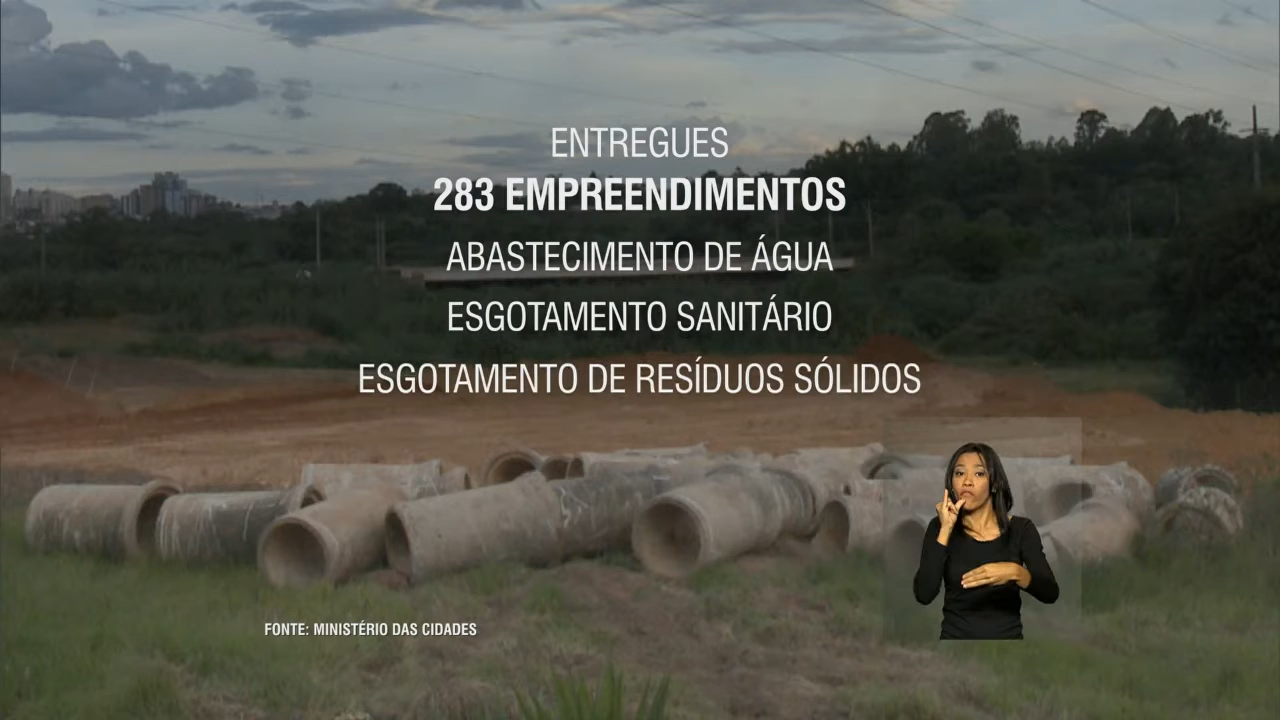 ENTREGUES
283 EMPREENDIMENTOS
ABASTECIMENTO DE ÁGUA
ESGOTAMENTO SANITÁRIO
ESGOTAMENTO DE RESÍDUOS SÓLIDOS
FONTE: MINISTÉRIO DAS CIDADES